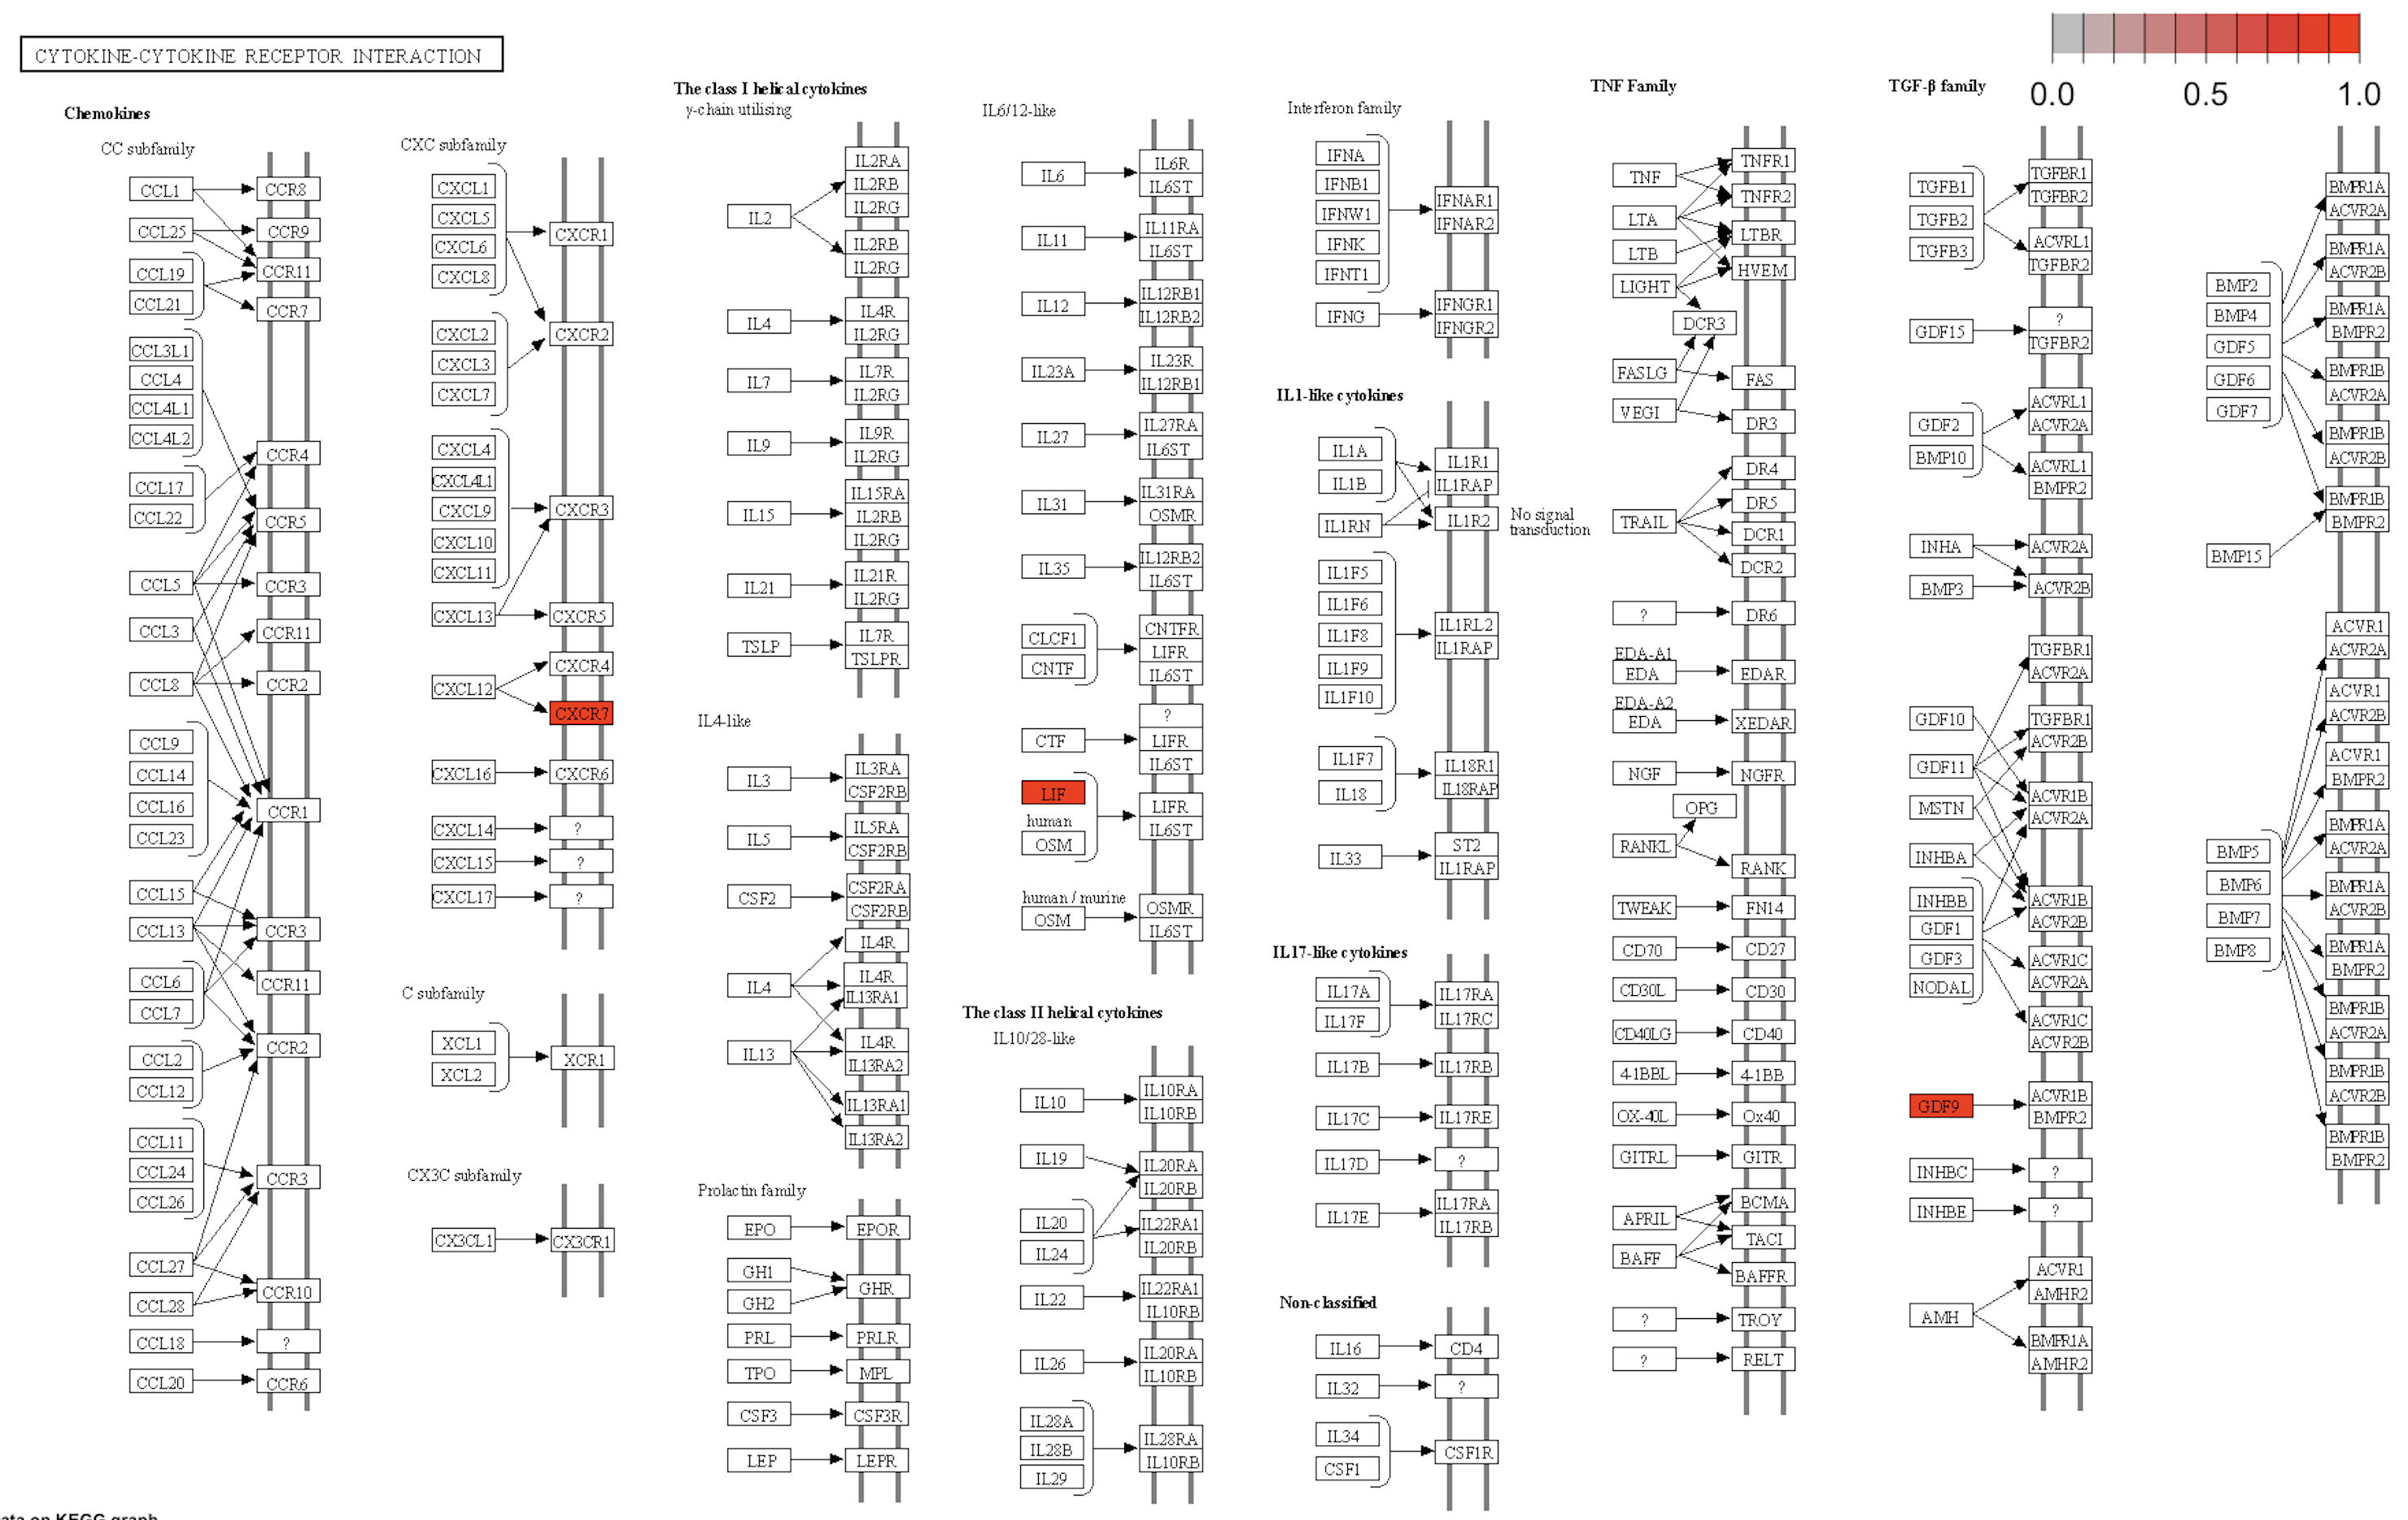 CYTOKINE-CYTOKINE RECEPTOR INTERACTION
0.0 0.5 1.0
Chemokines
CC subfamily
CCL1 CCR8
CCL25 CCR9
CCR11
CCL19
CCL21 CCR7
CCL3L1
CCL4
CCL4L1
CCL4L2
CCR4
CCL17
CCL22 CCR5
CCL5 CCR3
CCL3 CCR11
CCL8 CCR2
CCL9
CCL14
CCL16 CCR1
CCL23
CCL15
CCL13 CCR3
CCL6 CCR11
CCL7
CCR2
CCL2
CCL12
CCL11
CCL24 CCR3
CCL26
CCL27
CCR10
CCL28
CCL18 ?
CCL20 CCR6
CXC subfamily
CXCL1
CXCL5
CXCL6 CXCR1
CXCL8
CXCL2 CXCR2
CXCL3
CXCL7
CXCL4
CXCL4L1
CXCL9 CXCR3
CXCL10
CXCL11
CXCL13 CXCR5
CXCR4
CXCL12
CXCR7
CXCL16 CXCR6
CXCL14 ?
CXCL15 ?
CXCL17 ?
C subfamily
XCL1
XCR1
XCL2
CX3C subfamily
CX3CL1 CX3CR1
The class I helical cytokines
γ-chain utilising
IL2RA
IL2RB
IL2RG
IL2
IL2RB
IL2RG
IL4 IL4R
IL2RG
IL7 IL7R
IL2RG
IL9 IL9R
IL2RG
IL15RA
IL15 IL2RB
IL2RG
IL21 IL21R
IL2RG
TSLP IL7R
TSLPR
IL4-like
IL3 IL3RA
CSF2RB
IL5 IL5RA
CSF2RB
CSF2 CSF2RA
CSF2RB
IL4R
IL4 IL4R
IL13RA1
IL13 IL4R
IL13RA2
IL13RA1
IL13RA2
Prolactin family
EPO EPOR
GH1
GHR
GH2
PRL PRLR
TPO MPL
CSF3 CSF3R
LEP LEPR
IL6/12-like
IL6 IL6R
IL6ST
IL11 IL11RA
IL6ST
IL12 IL12RB1
IL12RB2
IL23A IL23R
IL12RB1
IL27 IL27RA
IL6ST
IL31 IL31RA
OSMR
IL35 IL12RB2
IL6ST
CLCF1 CNTFR
LIFR
CNTF IL6ST
?
CTF LIFR
IL6ST
LIF LIFR
human
OSM IL6ST
human / murine
OSM OSMR
IL6ST
The class II helical cytokines
IL10/28-like
IL10 IL10RA
IL10RB
IL19 IL20RA
IL20RB
IL20 IL22RA1
IL24 IL20RB
IL22 IL22RA1
IL10RB
IL26 IL20RA
IL10RB
IL28A
IL28B IL28RA
IL29 IL10RB
Interferon family
IFNA
IFNB1
IFNW1 IFNAR1
IFNK IFNAR2
IFNT1
IFNG IFNGR1
IFNGR2
IL1-like cytokines
IL1A IL1R1
IL1B IL1RAP
IL1RN IL1R2
No signal
transduction
IL1F5
IL1F6
IL1F8 IL1RL2
IL1F9 IL1RAP
IL1F10
IL1F7 IL18R1
IL18 IL18RAP
IL33 ST2
IL1RAP
IL17-like cytokines
IL17A IL17RA
IL17F IL17RC
IL17B IL17RB
IL17C IL17RE
IL17D ?
IL17E IL17RA
IL17RB
Non-classified
IL16 CD4
IL32 ?
IL34
CSF1R
CSF1
TNF Family
TNF TNFR1
TNFR2
LTA LTBR
LTB HVEM
LIGHT
DCR3
FASLG FAS
VEGI DR3
DR4
DR5
TRAIL DCR1
DCR2
? DR6
EDA-A1
EDA EDAR
EDA-A2
EDA XEDAR
NGF NGFR
OPG
RANKL RANK
TWEAK FN14
CD70 CD27
CD30L CD30
CD40LG CD40
4-1BBL 4-1BB
OX-40L Ox40
GITRL GITR
APRIL BCMA
TACI
BAFF BAFFR
? TROY
? RELT
TGF-β family
TGFB1 TGFBR1
TGFBR2
TGFB2 ACVRL1
TGFB3 TGFBR2
GDF15 ?
TGFBR2
GDF2 ACVRL1
ACVR2A
BMP10 ACVRL1
BMPR2
INHA ACVR2A
BMP3 ACVR2B
TGFBR1
ACVR2A
GDF10 TGFBR1
ACVR2B
GDF11
MSTN ACVR1B
ACVR2A
INHBA
INHBB ACVR1B
GDF1 ACVR2B
GDF3 ACVR1C
NODAL ACVR2A
ACVR1C
ACVR2B
GDF9 ACVR1B
BMPR2
INHBC ?
INHBE ?
AMH ACVR1
AMHR2
BMPR1A
AMHR2
BMPR1A
ACVR2A
BMPR1A
ACVR2B
BMP2
BMP4 BMPR1A
BMPR2
GDF5
GDF6 BMPR1B
ACVR2A
GDF7
BMPR1B
ACVR2B
BMPR1B
BMPR2
BMP15
ACVR1
ACVR2A
ACVR1
ACVR2B
ACVR1
BMPR2
BMP5 BMPR1A
ACVR2A
BMP6 BMPR1A
ACVR2B
BMP7
BMP8 BMPR1A
BMPR2
BMPR1B
ACVR2A
BMPR1B
ACVR2B
BMPR1B
BMPR2